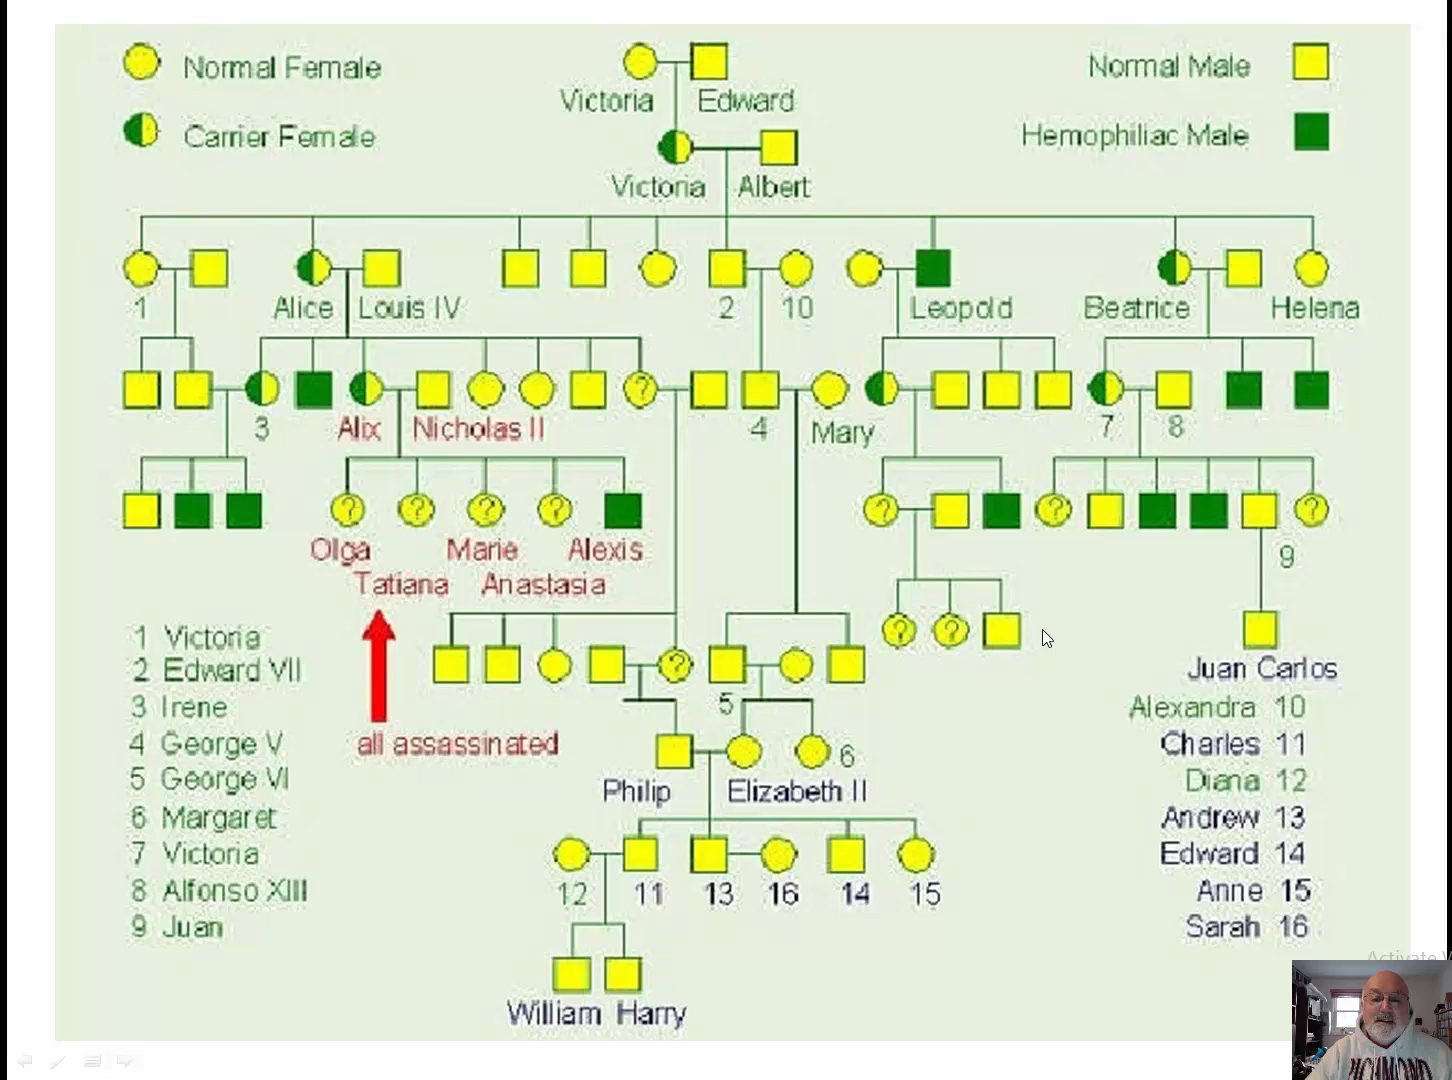 Normal Female
Normal Male
Victoria Edward
Carrier Female
Hemophiliac Male
Victoria Albert
1 Alice Louis IV 2 10 Leopold Beatrice Helena
? 
3 Alix Nicholas II 4 Mary 7 8
? ? ? ? ? ? ?
Olga Marie Alexis 9
Tatiana Anastasia
? ?
1 Victoria
2 Edward VII
3 Irene
4 George V
5 George VI
6 Margaret
7 Victoria
8 Alfonso XIII
9 Juan
all assassinated
?
5
6
Philip Elizabeth II
12 11 13 16 14 15
William Harry
Juan Carlos
Alexandra 10
Charles 11
Diana 12
Andrew 13
Edward 14
Anne 15
Sarah 16
Activate
RICHMOND